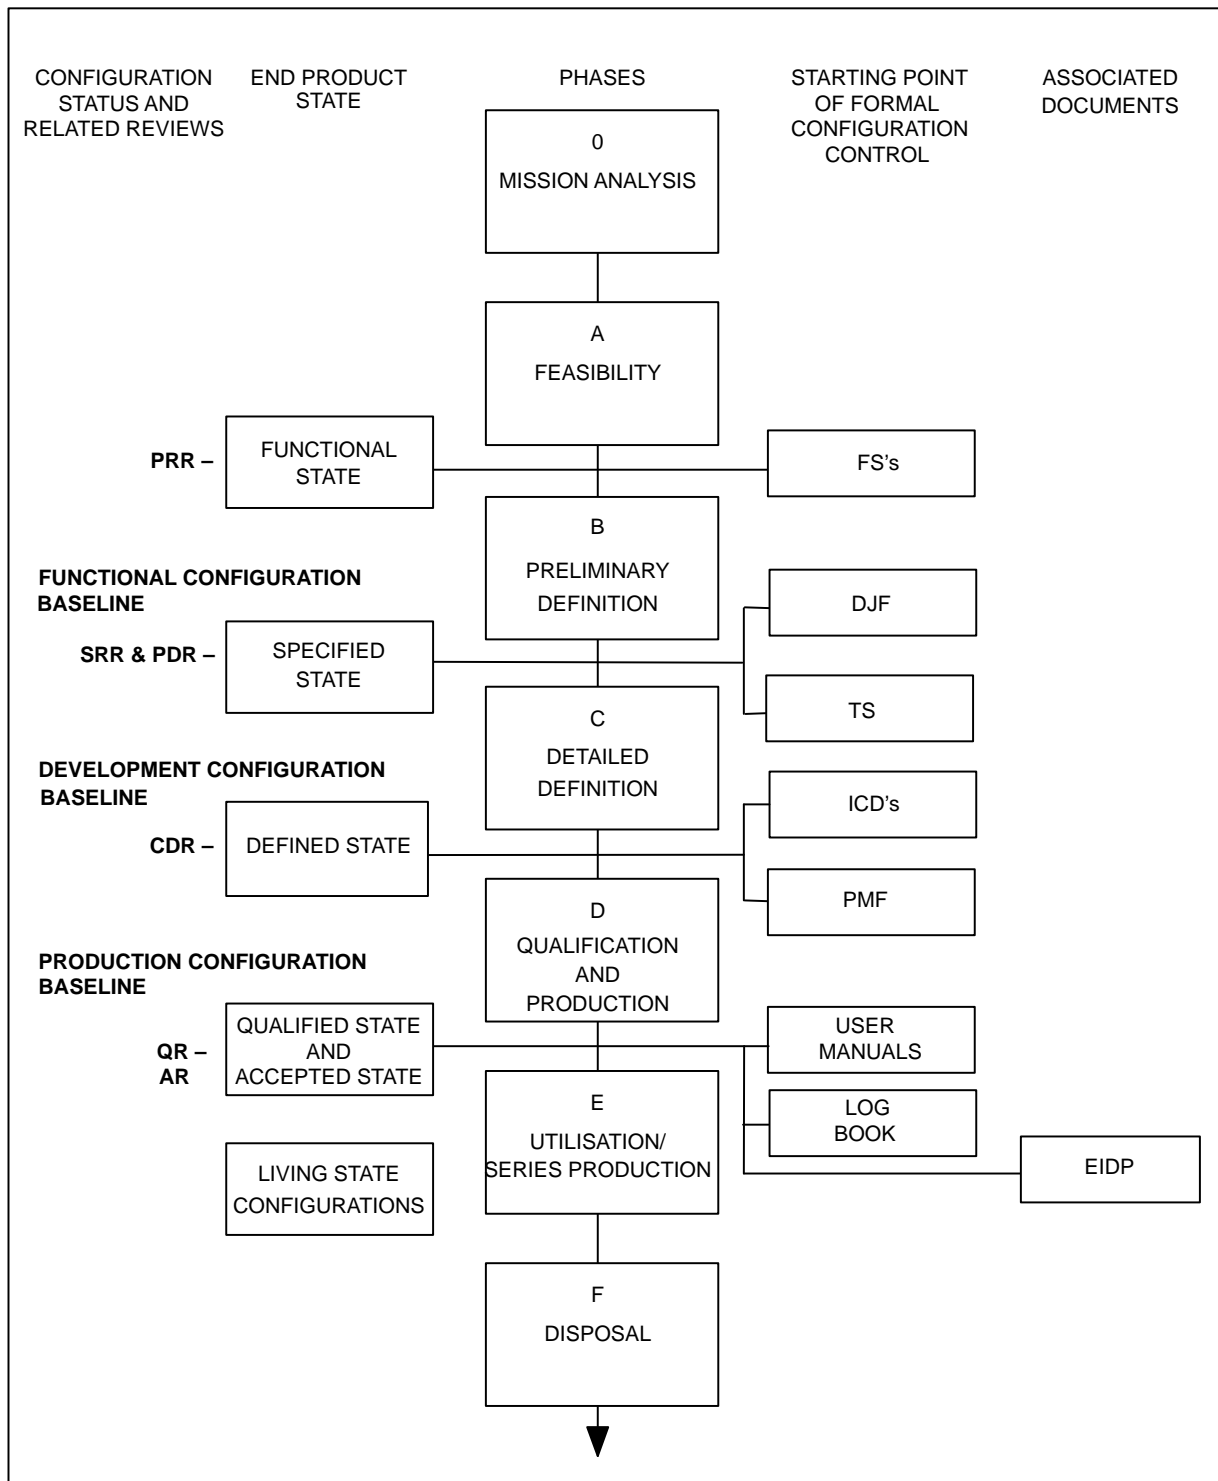 CONFIGURATION
STATUS AND
RELATED REVIEWS
END PRODUCT
STATE
PHASES
STARTING POINT
OF FORMAL
CONFIGURATION
CONTROL
ASSOCIATED
DOCUMENTS
0
MISSION ANALYSIS
A
FEASIBILITY
PRR –
FUNCTIONAL
STATE
FS's
B
PRELIMINARY
DEFINITION
FUNCTIONAL CONFIGURATION
BASELINE
DJF
SRR & PDR –
SPECIFIED
STATE
TS
C
DETAILED
DEFINITION
DEVELOPMENT CONFIGURATION
BASELINE
ICD's
CDR –
DEFINED STATE
PMF
D
QUALIFICATION
AND
PRODUCTION
PRODUCTION CONFIGURATION
BASELINE
QR –
AR
QUALIFIED STATE
AND
ACCEPTED STATE
USER
MANUALS
LOG
BOOK
E
UTILISATION/
SERIES PRODUCTION
EIDP
LIVING STATE
CONFIGURATIONS
F
DISPOSAL